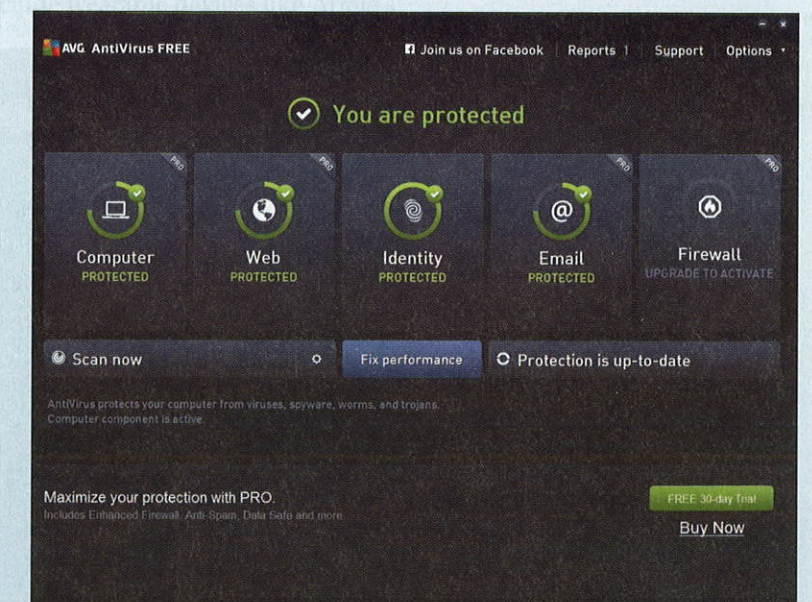 AVG AntiVirus FREE
Join us on Facebook
Reports 1
Support
Options
You are protected
PRO
PRO
PRO
PRO
@
Computer
PROTECTED
Web
PROTECTED
Identity
PROTECTED
Email
PROTECTED
Firewall
UPGRADE TO ACTIVATE
Scan now
Fix performance
Protection is up-to-date
AntiVirus protects your computer from viruses, spyware, worms, and trojans.
Computer component is active.
Maximize your protection with PRO.
Includes Enhanced Firewall, Anti-Spam, Data Safe and more
FREE 30-day Trial
Buy Now